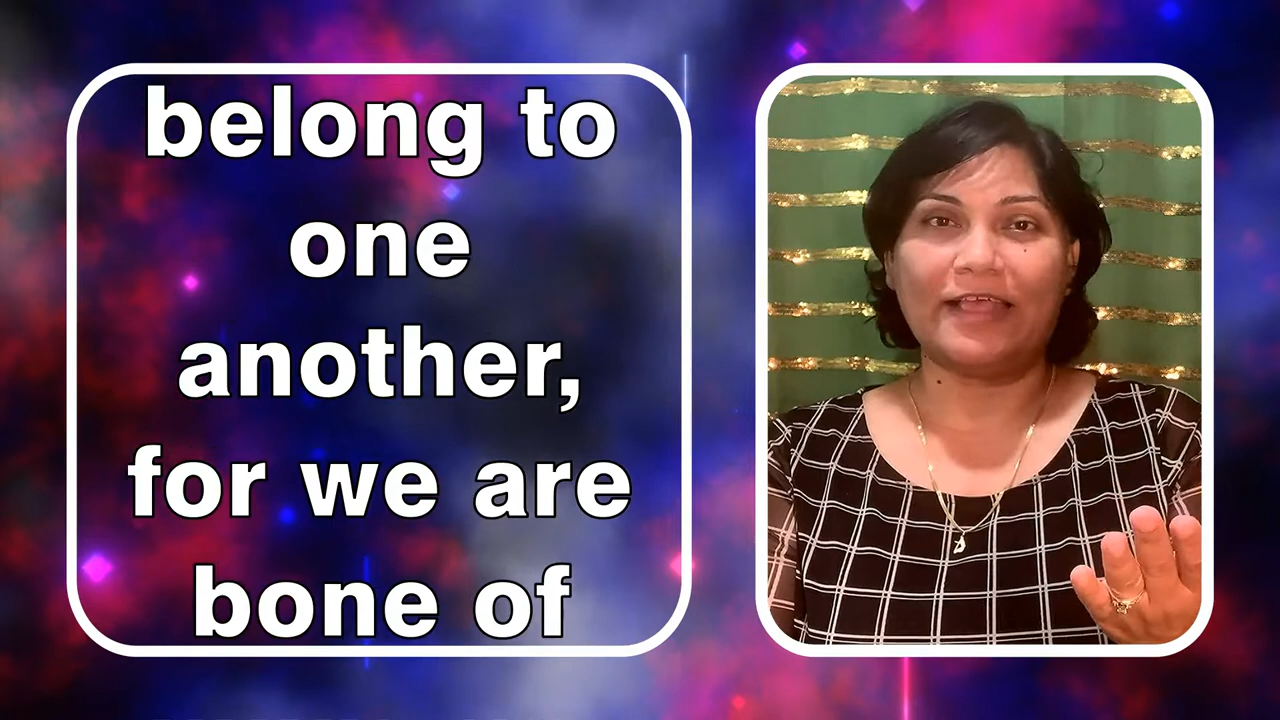 belong to
one
another,
for we are
bone of